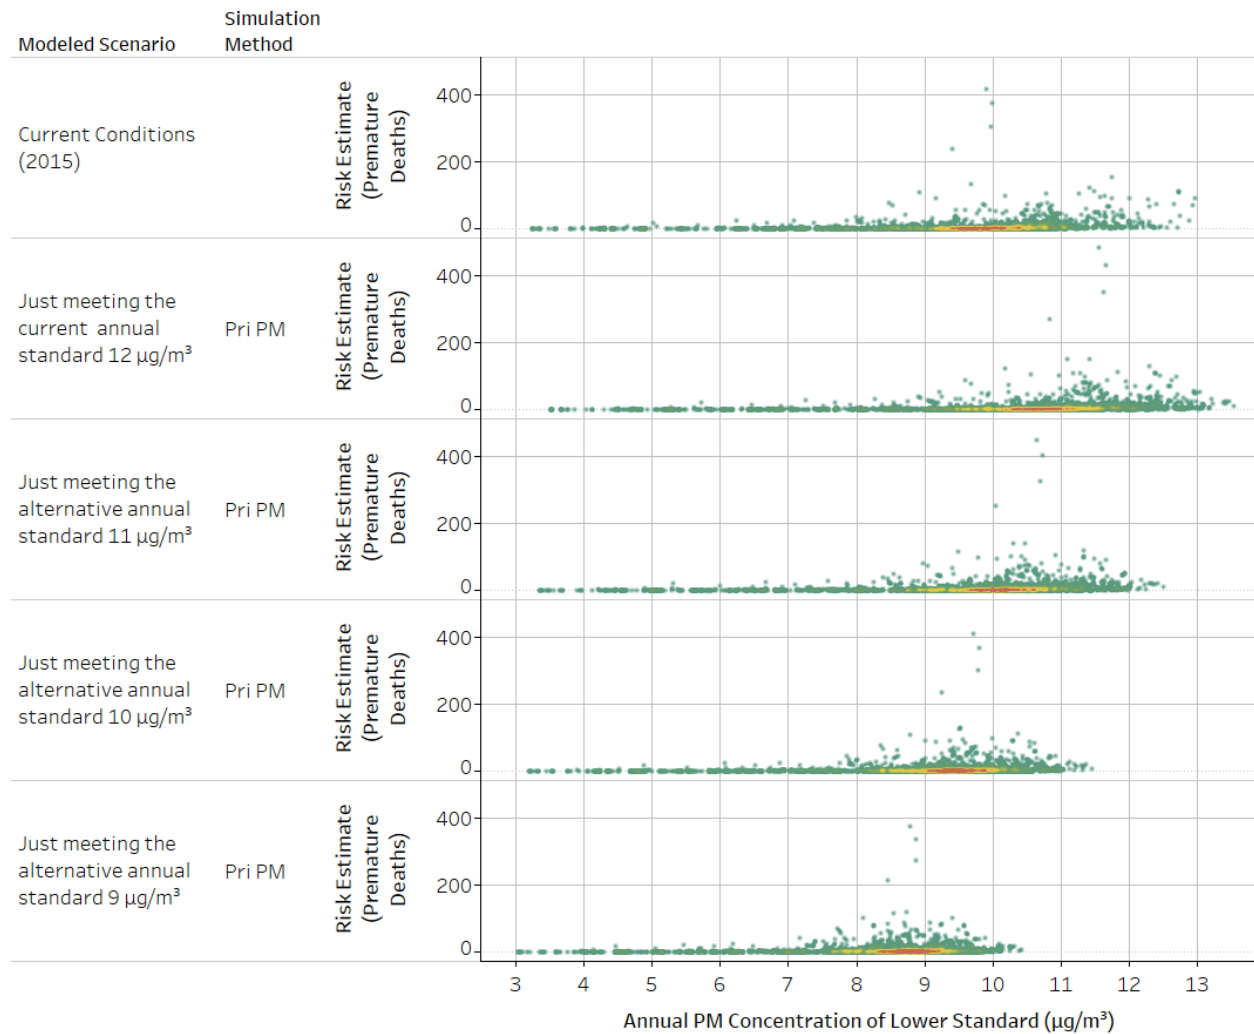 Modeled Scenario
Simulation
Method
Current Conditions
(2015)
Risk Estimate
(Premature
Deaths)
400
200
0
Just meeting the
current annual
standard 12 µg/m³
Pri PM
Risk Estimate
(Premature
Deaths)
400
200
0
Just meeting the
alternative annual
standard 11 µg/m³
Pri PM
Risk Estimate
(Premature
Deaths)
400
200
0
Just meeting the
alternative annual
standard 10 µg/m³
Pri PM
Risk Estimate
(Premature
Deaths)
400
200
0
Just meeting the
alternative annual
standard 9 µg/m³
Pri PM
Risk Estimate
(Premature
Deaths)
400
200
0
3 4 5 6 7 8 9 10 11 12 13
Annual PM Concentration of Lower Standard (µg/m³)